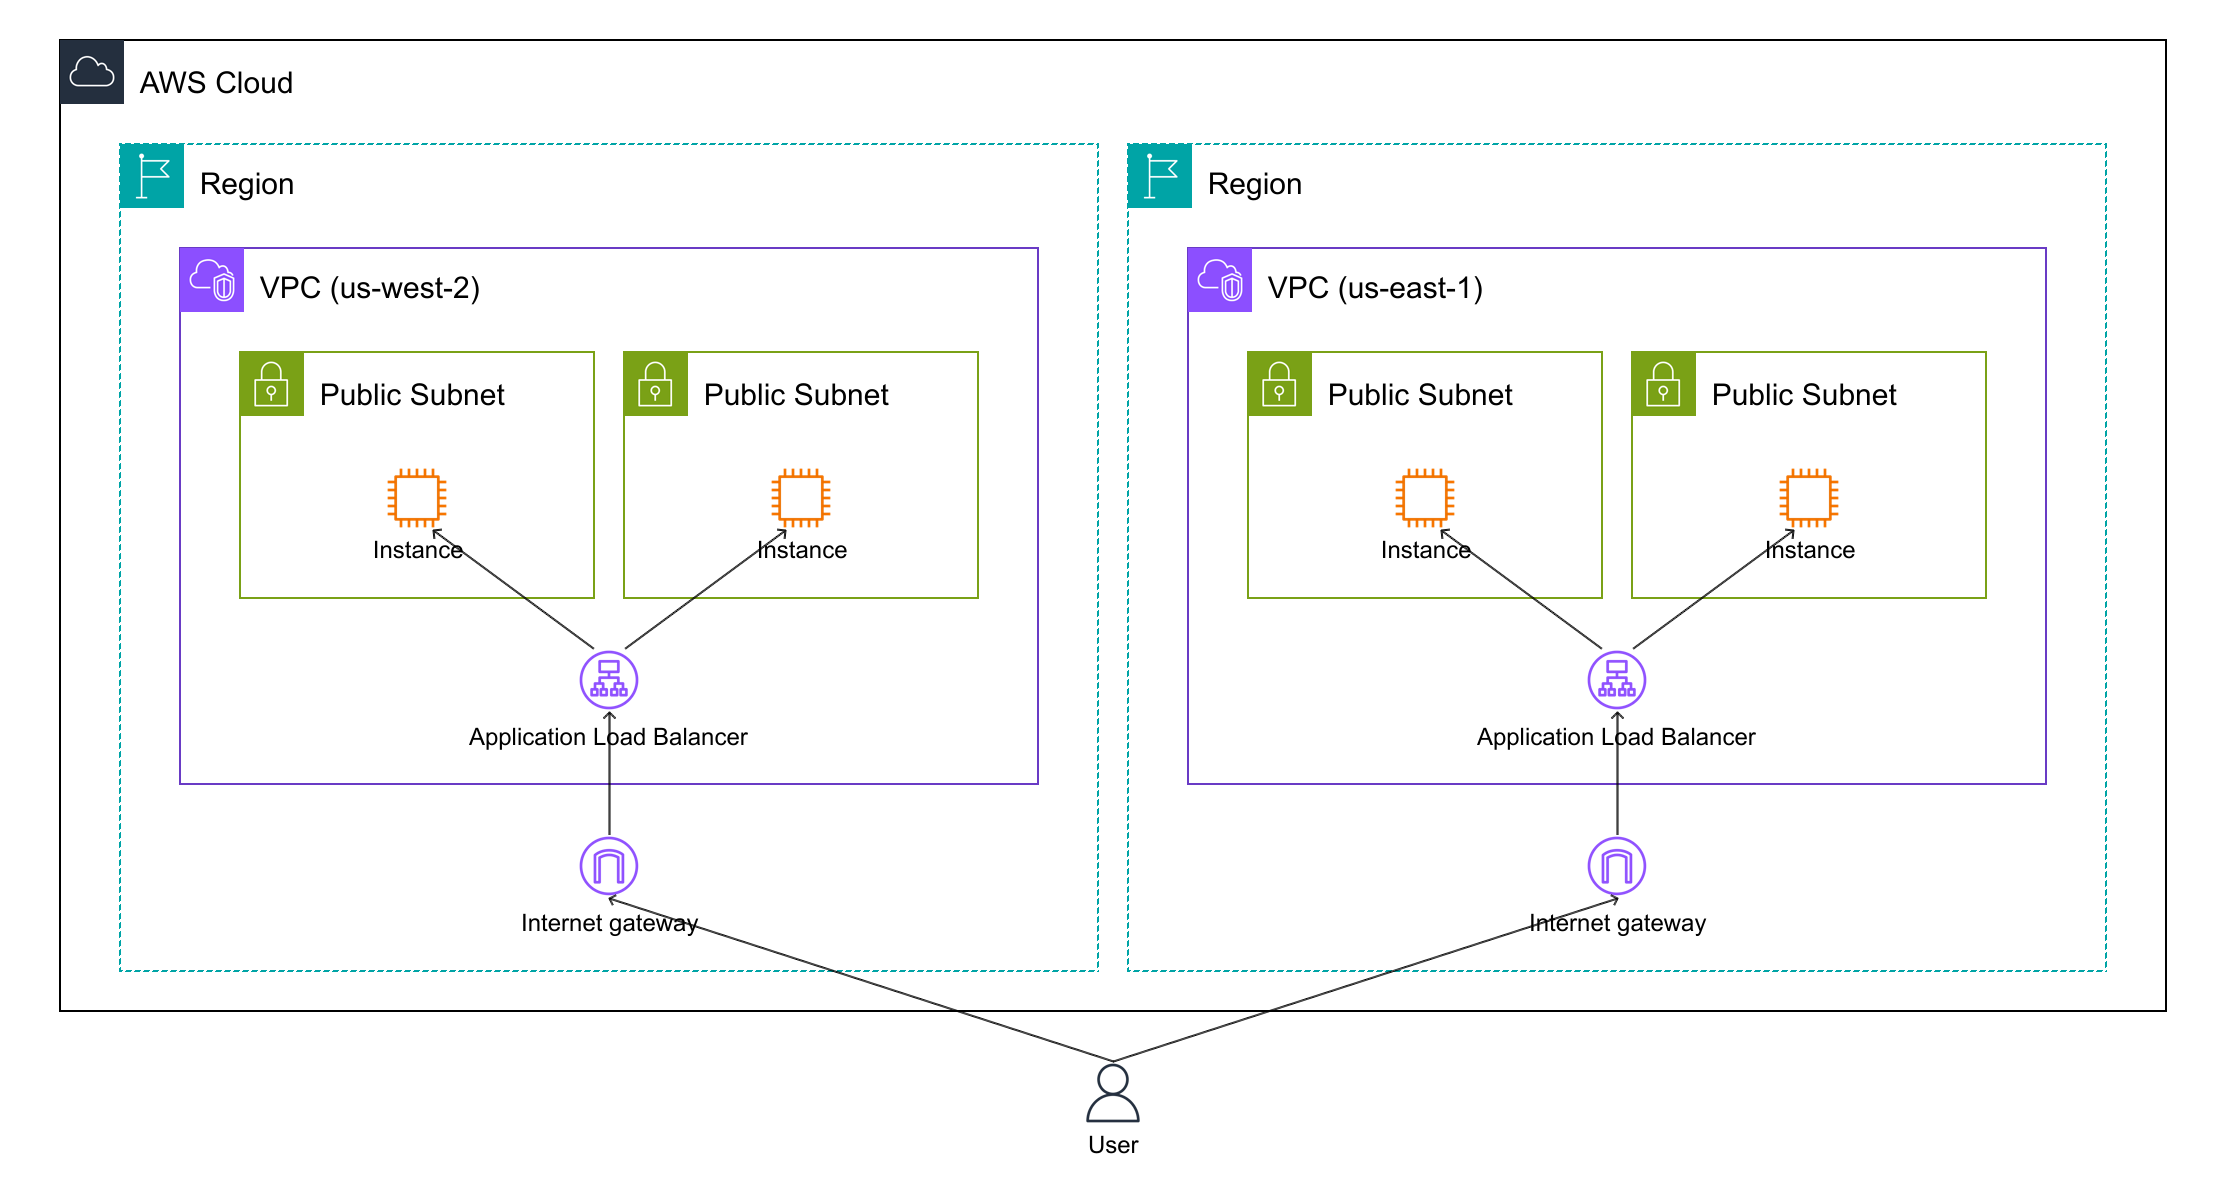 AWS Cloud
Region
VPC (us-west-2)
Public Subnet
Instance
Public Subnet
Instance
Application Load Balancer
Internet gateway
Region
VPC (us-east-1)
Public Subnet
Instance
Public Subnet
Instance
Application Load Balancer
Internet gateway
User